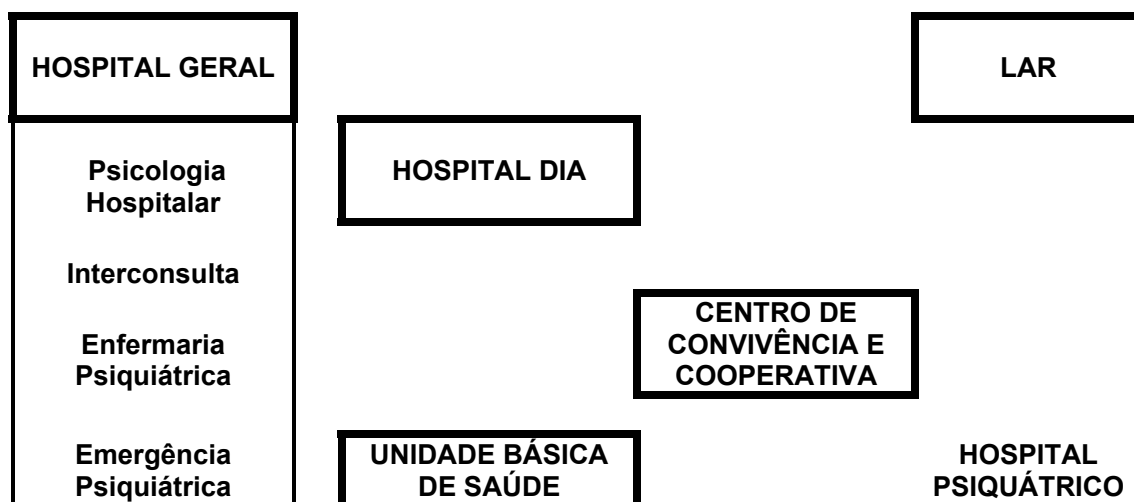 HOSPITAL GERAL
LAR
Psicologia
Hospitalar
HOSPITAL DIA
Interconsulta
CENTRO DE
CONVIVÊNCIA E
COOPERATIVA
Enfermaria
Psiquiátrica
Emergência
Psiquiátrica
UNIDADE BÁSICA
DE SAÚDE
HOSPITAL
PSIQUÁTRICO